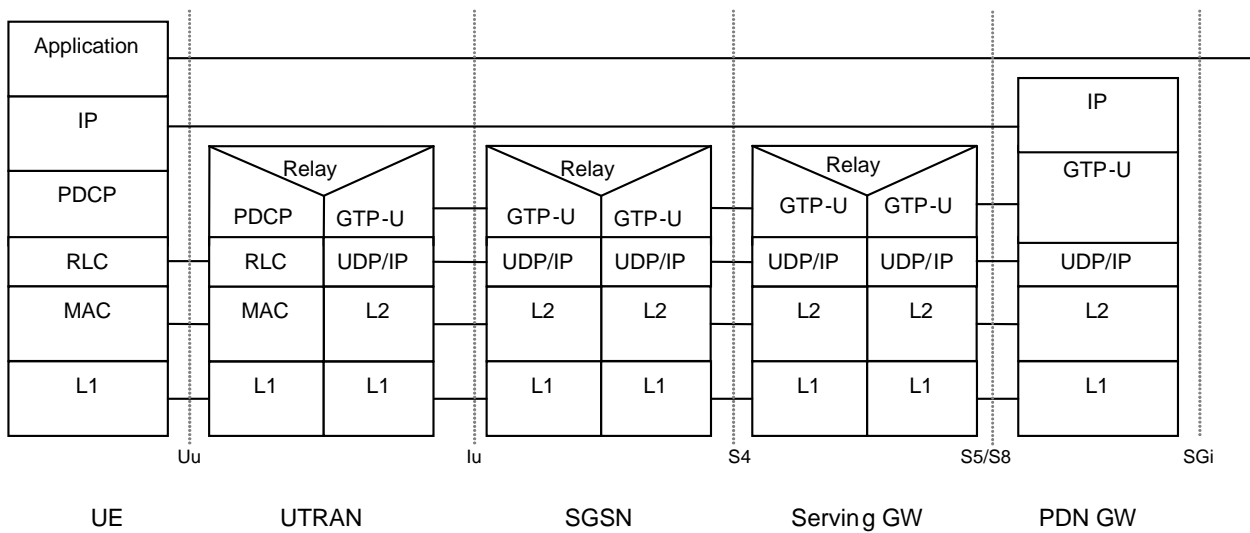 Application
IP
IP
Relay
Relay
Relay
GTP-U
PDCP
PDCP
GTP-U
GTP-U
GTP-U
GTP-U
GTP-U
RLC
RLC
UDP/IP
UDP/IP
UDP/IP
UDP/IP
UDP/IP
UDP/IP
MAC
MAC
L2
L2
L2
L2
L2
L2
L1
L1
L1
L1
L1
L1
L1
L1
Uu
Iu
S4
S5/S8
SGi
UE
UTRAN
SGSN
Serving GW
PDN GW